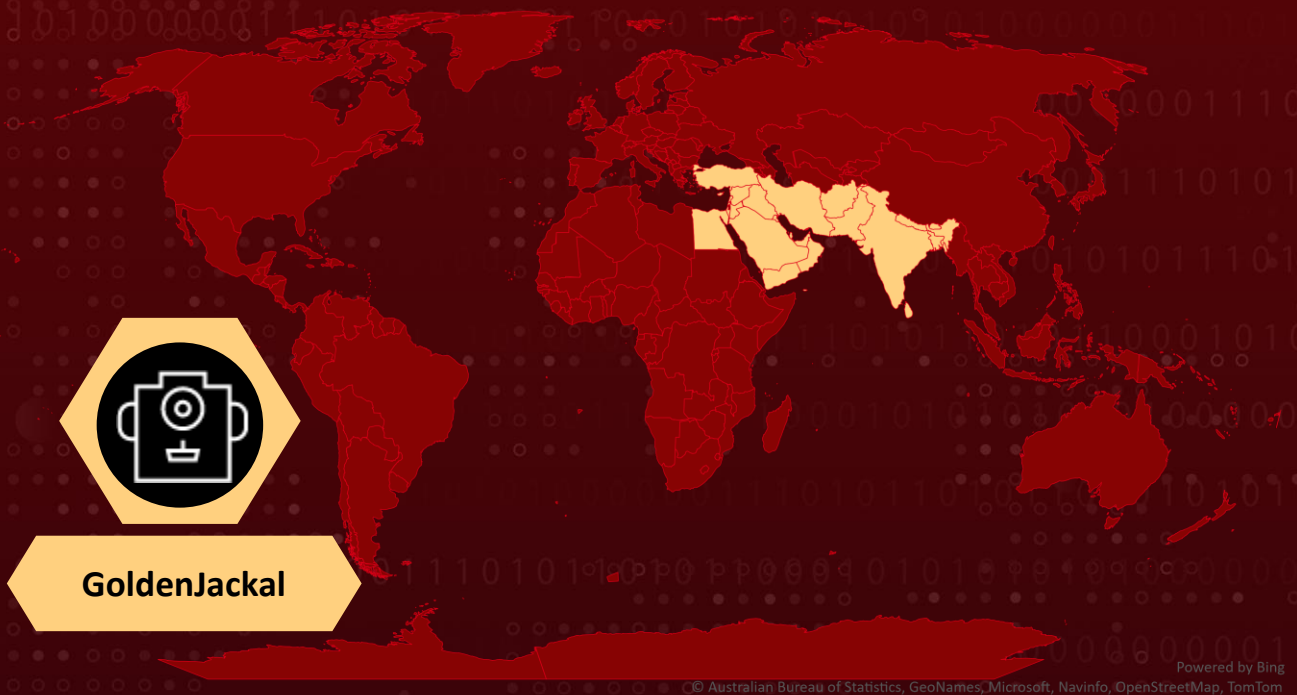 GoldenJackal
Powered by Bing
© Australian Bureau of Statistics, GeoNames, Microsoft, Navinfo, OpenStreetMap, TomTom